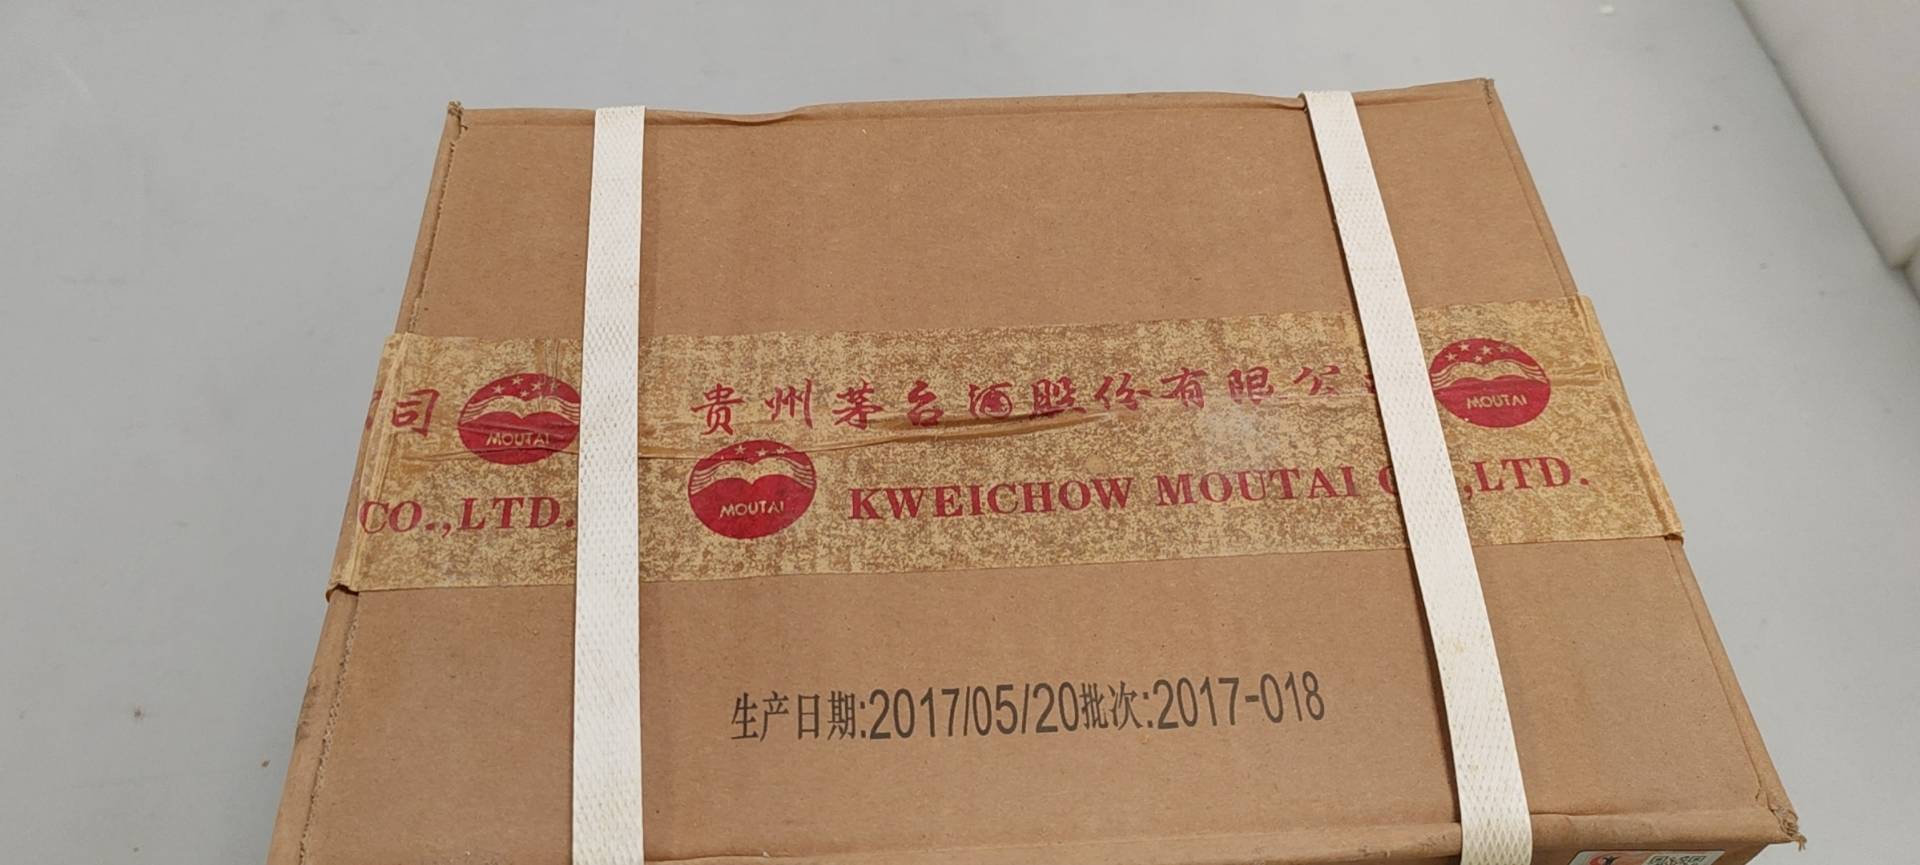 司
贵州茅台酒股份有限公
MOUTAI
MOUTAI
MOUTAI
CO.,LTD.
KWEICHOW MOUTAI C ,LTD.
生产日期:2017/05/20批次:2017-018